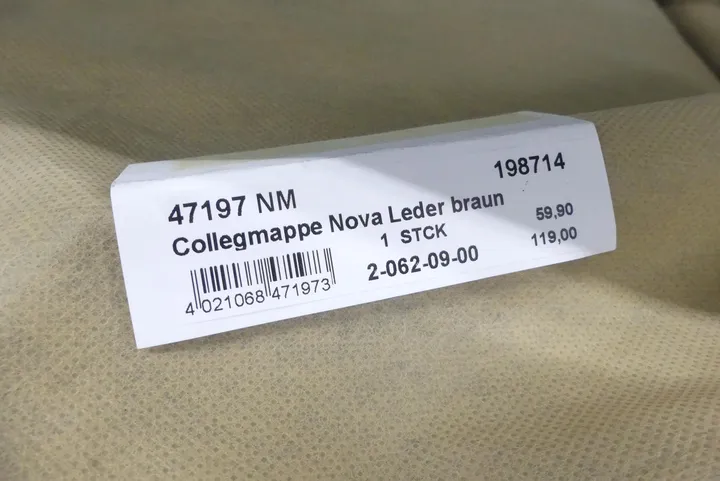 47197 NM 198714
Collegmappe Nova Leder braun
1 STCK 59,90
2-062-09-00 119,00
4 021068 471973